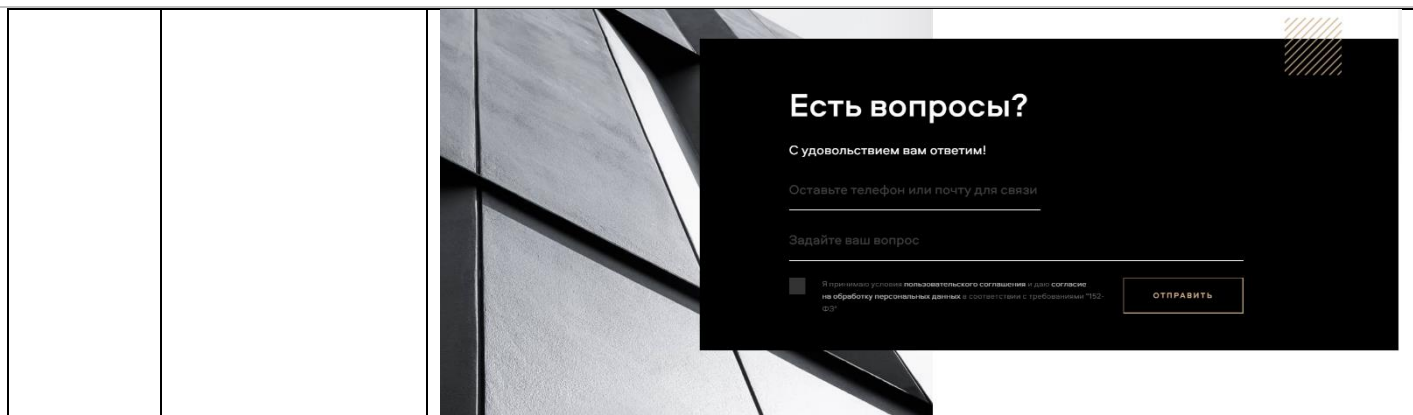 Есть вопросы?
С удовольствием вам ответим!
Оставьте телефон или почту для связи
Задайте ваш вопрос
Я принимаю условия пользовательского соглашения и даю согласие
на обработку персональных данных в соответствии с требованиями "152-
ФЗ"
ОТПРАВИТЬ